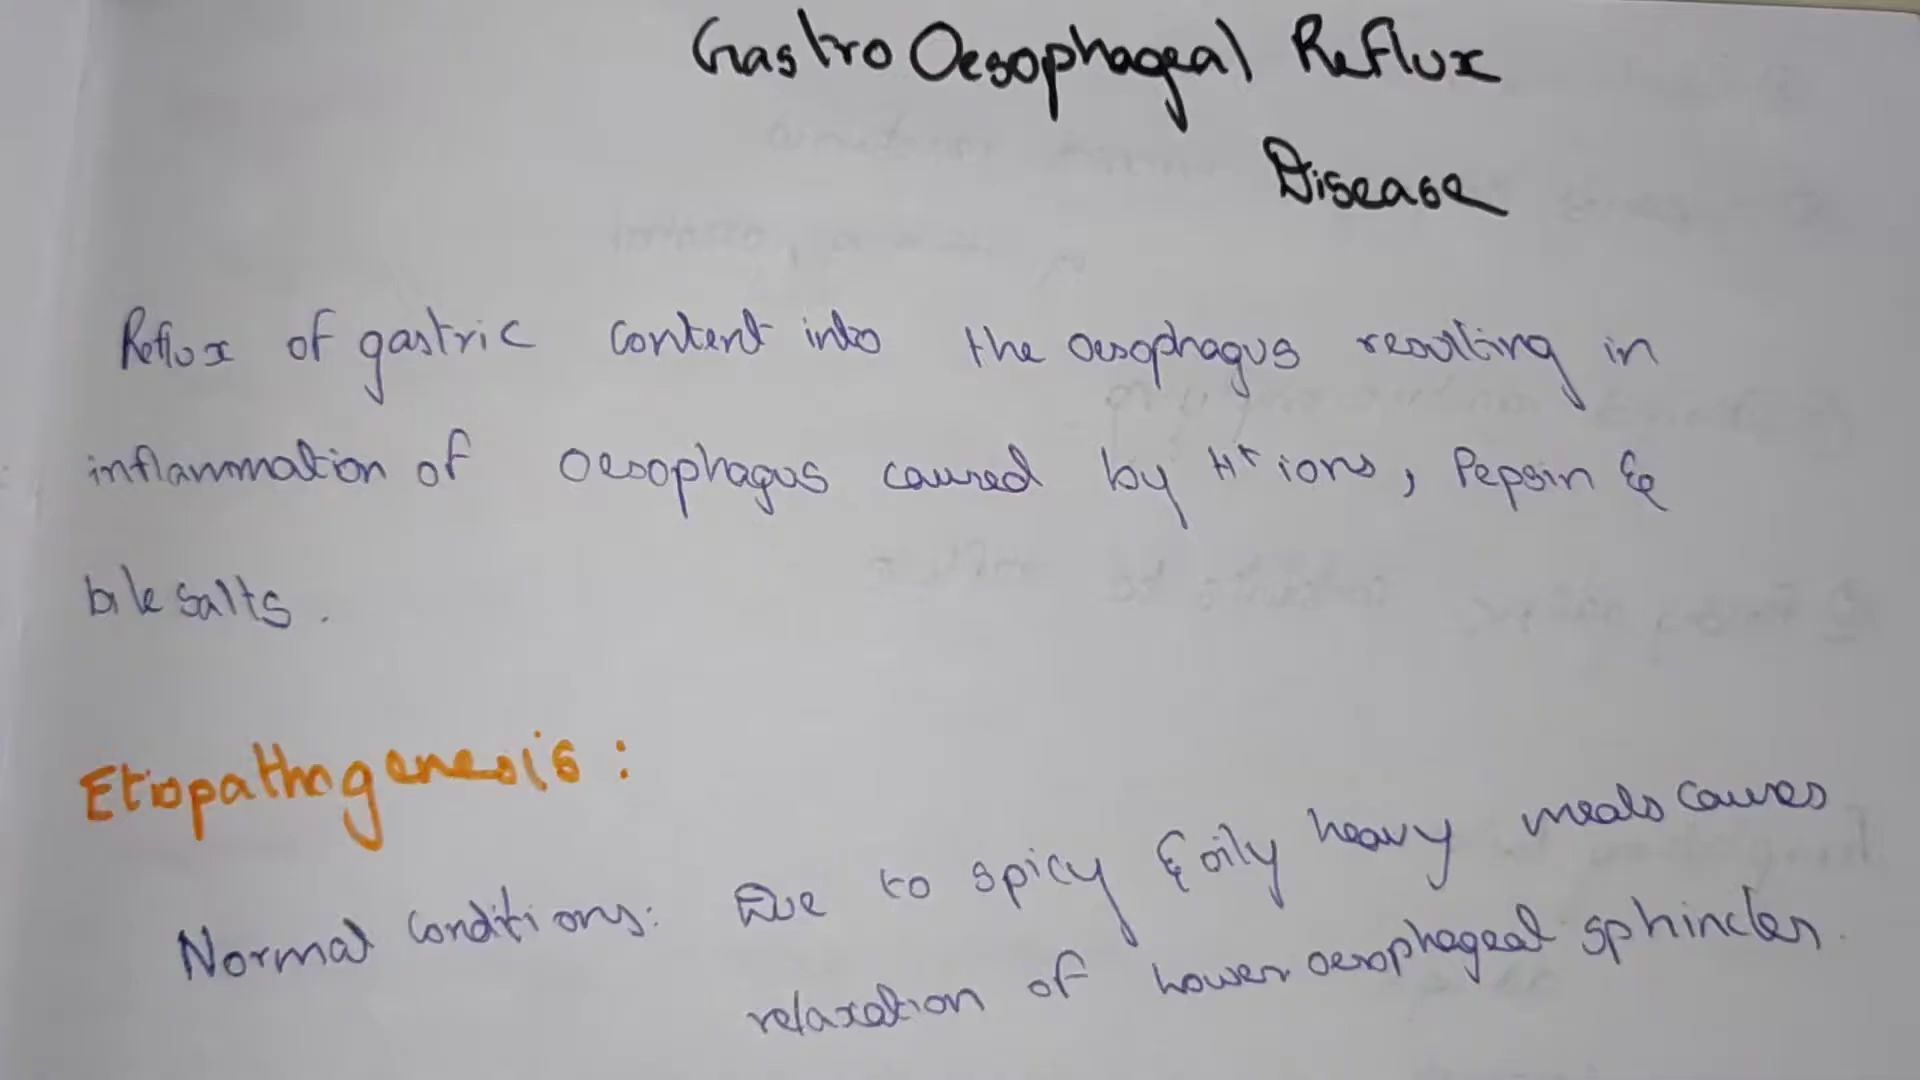 Gastro Oesophageal Reflux
Disease
Reflux of gastric content into the oesophagus resulting in
inflammation of oesophagus caused by H+ ions, Pepsin &
bile salts.
Etiopathogenesis:
Normal conditions: Due to spicy & oily heavy meals causes
relaxation of Lower oesophageal sphincter.